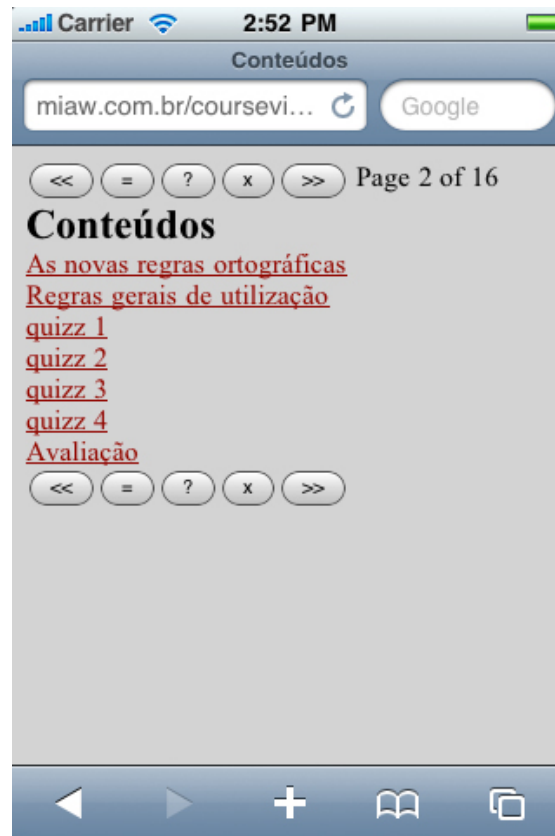 Carrier 2:52 PM
Conteúdos
miaw.com.br/coursevi... Google
<< = ? x >> Page 2 of 16
Conteúdos
As novas regras ortográficas
Regras gerais de utilização
quizz 1
quizz 2
quizz 3
quizz 4
Avaliação
<< = ? x >>